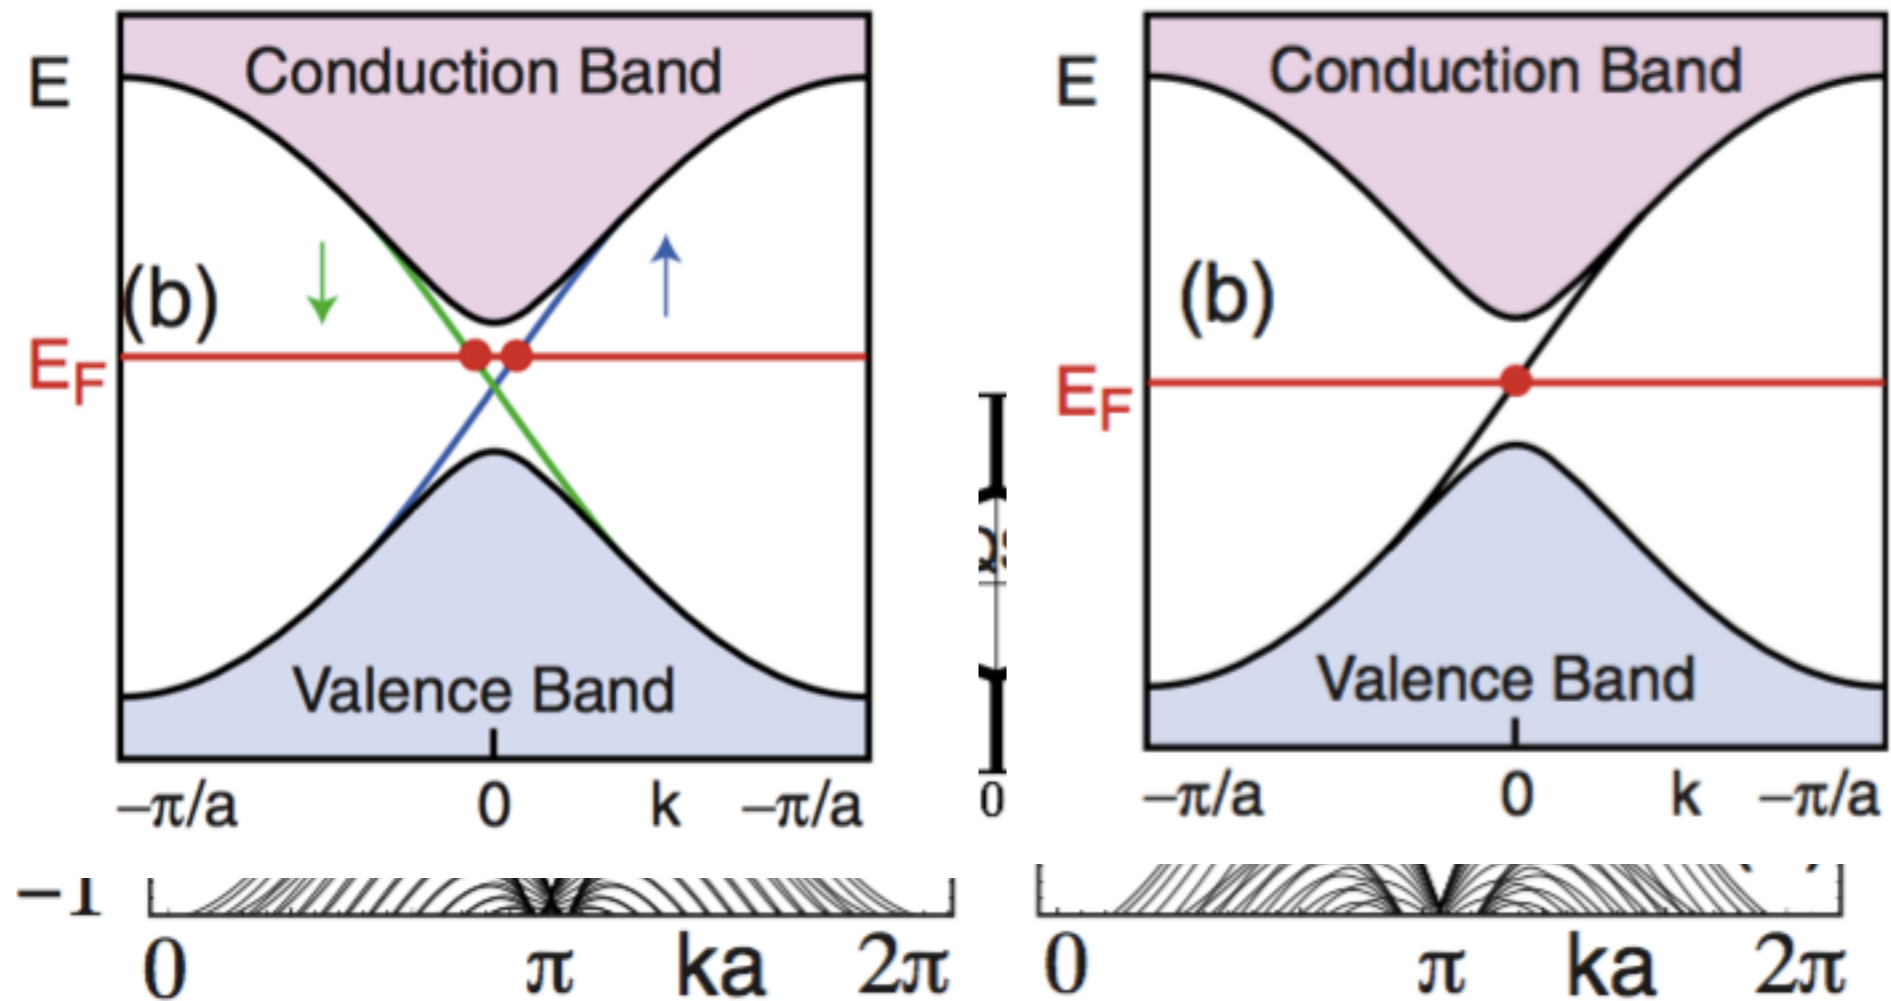 E
Conduction Band
(b)
E_F
Valence Band
–π/a 0 k –π/a
E
Conduction Band
(b)
E_F
Valence Band
–π/a 0 k –π/a
0
–1
0 π ka 2π
0 π ka 2π